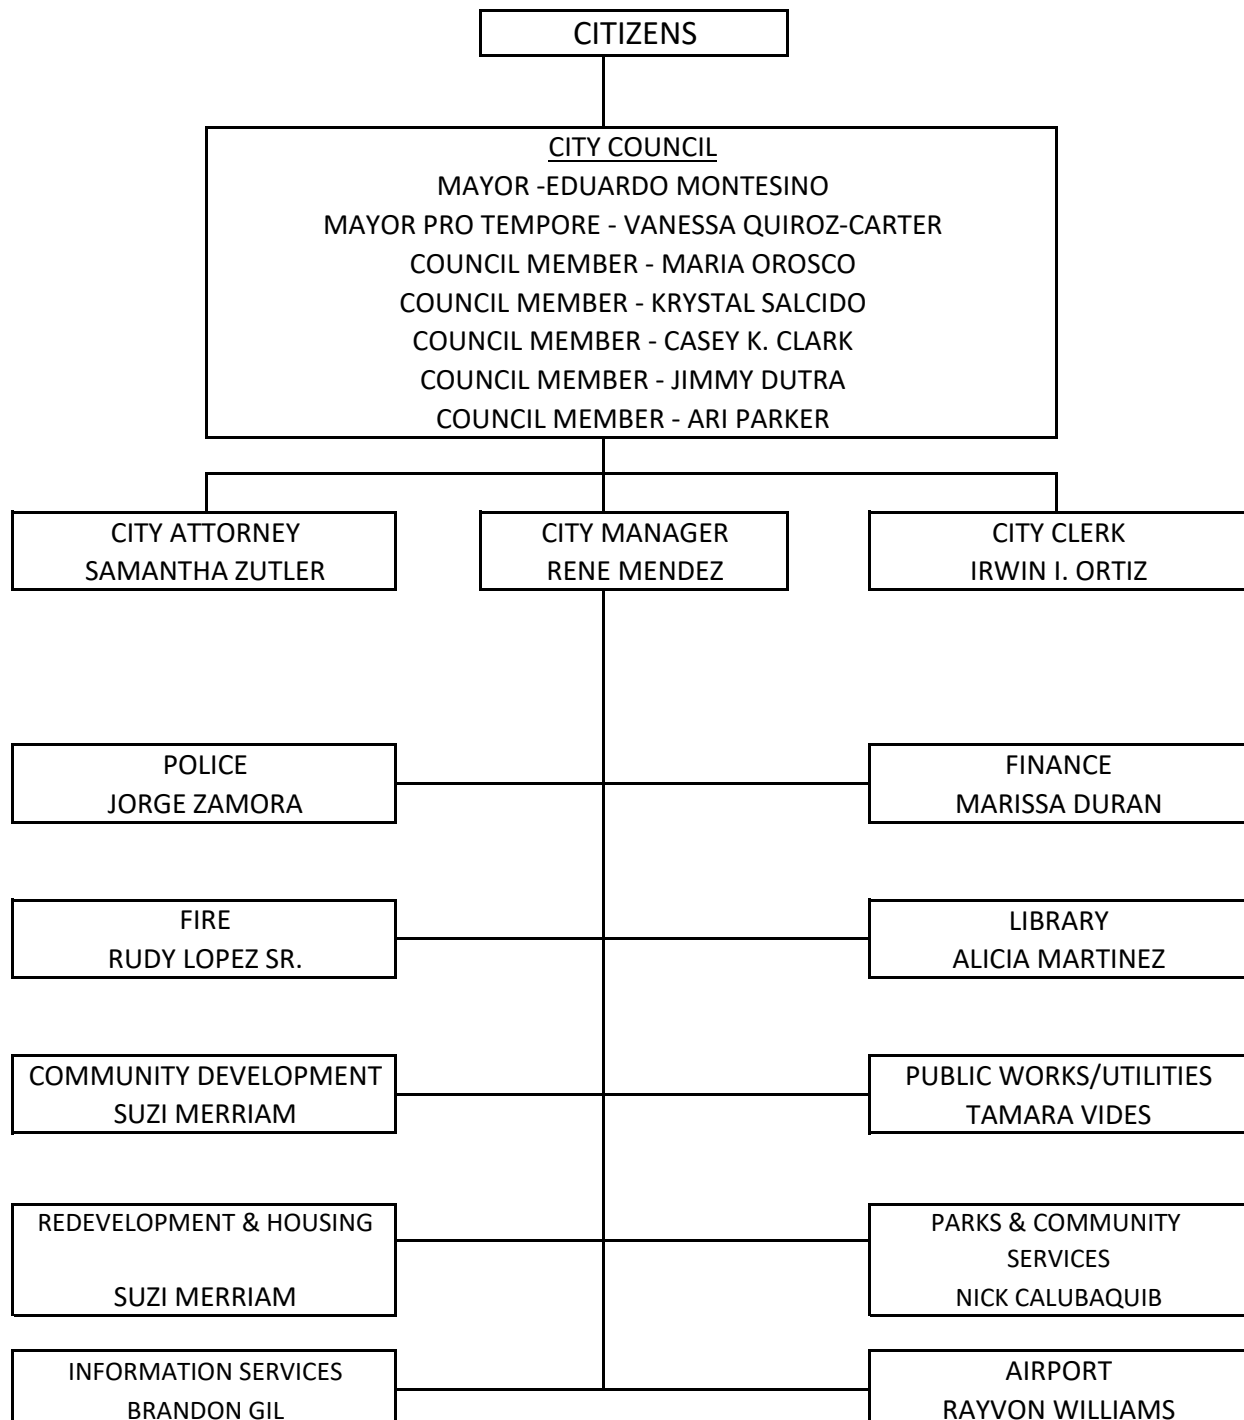 CITIZENS
CITY COUNCIL
MAYOR -EDUARDO MONTESINO
MAYOR PRO TEMPORE - VANESSA QUIROZ-CARTER
COUNCIL MEMBER - MARIA OROSCO
COUNCIL MEMBER - KRYSTAL SALCIDO
COUNCIL MEMBER - CASEY K. CLARK
COUNCIL MEMBER - JIMMY DUTRA
COUNCIL MEMBER - ARI PARKER
CITY ATTORNEY
SAMANTHA ZUTLER
CITY MANAGER
RENE MENDEZ
CITY CLERK
IRWIN I. ORTIZ
POLICE
JORGE ZAMORA
FINANCE
MARISSA DURAN
FIRE
RUDY LOPEZ SR.
LIBRARY
ALICIA MARTINEZ
COMMUNITY DEVELOPMENT
SUZI MERRIAM
PUBLIC WORKS/UTILITIES
TAMARA VIDES
REDEVELOPMENT & HOUSING
SUZI MERRIAM
PARKS & COMMUNITY
SERVICES
NICK CALUBAQUIB
INFORMATION SERVICES
BRANDON GIL
AIRPORT
RAYVON WILLIAMS